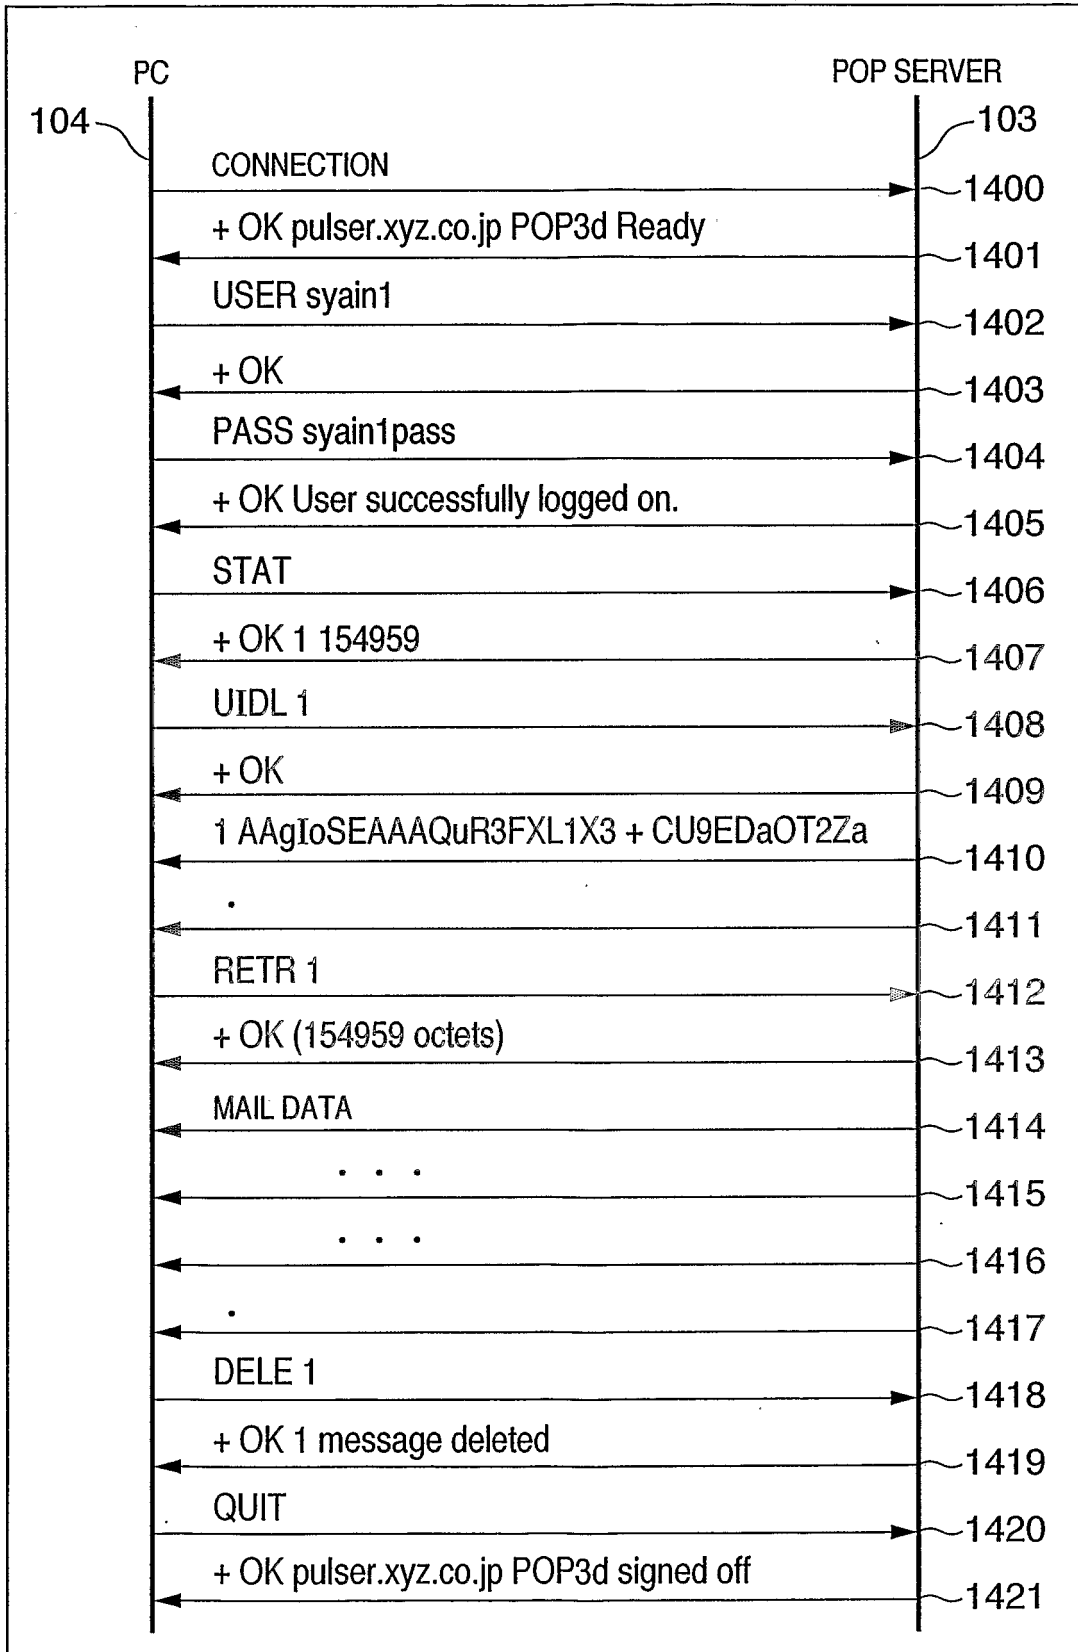 PC POP SERVER
104 103
CONNECTION 1400
+ OK pulser.xyz.co.jp POP3d Ready 1401
USER syain1 1402
+ OK 1403
PASS syain1pass 1404
+ OK User successfully logged on. 1405
STAT 1406
+ OK 1 154959 1407
UIDL 1 1408
+ OK 1409
1 AAgIoSEAAAQuR3FXL1X3 + CU9EDaOT2Za 1410
. 1411
RETR 1 1412
+ OK (154959 octets) 1413
MAIL DATA 1414
. . . 1415
. . . 1416
. 1417
DELE 1 1418
+ OK 1 message deleted 1419
QUIT 1420
+ OK pulser.xyz.co.jp POP3d signed off 1421